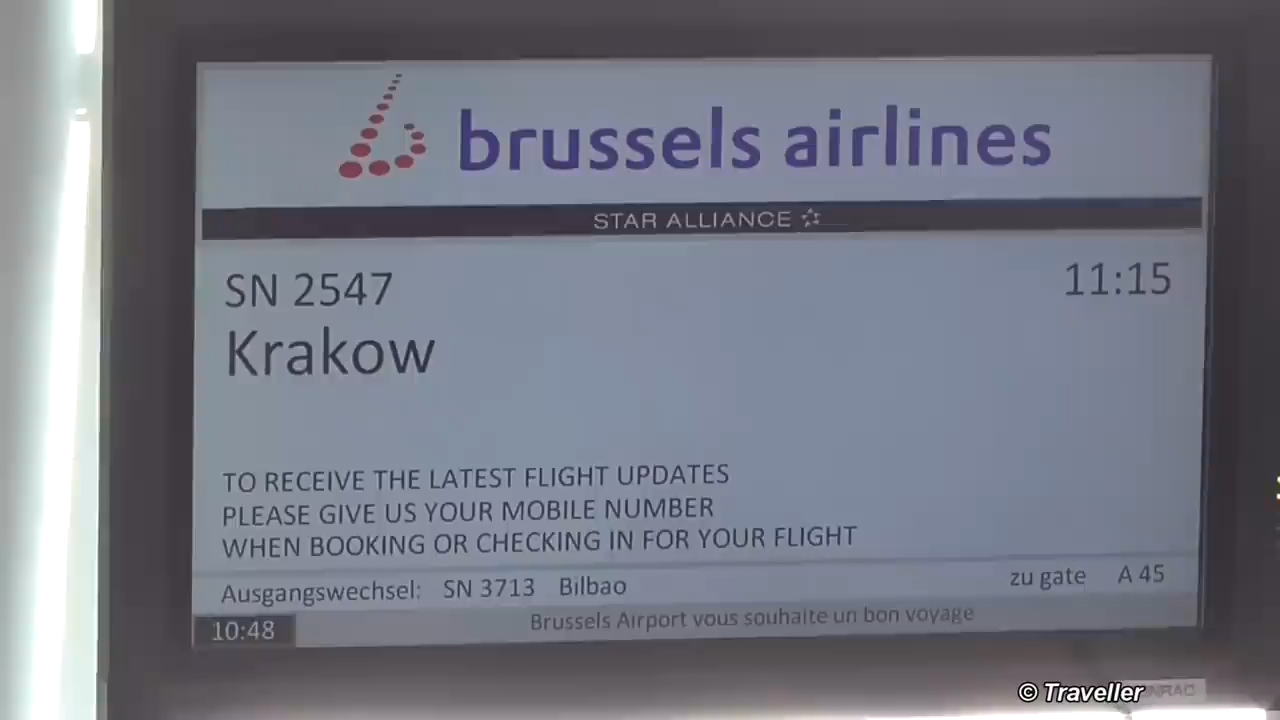 brussels airlines
STAR ALLIANCE
SN 2547 11:15
Krakow
TO RECEIVE THE LATEST FLIGHT UPDATES
PLEASE GIVE US YOUR MOBILE NUMBER
WHEN BOOKING OR CHECKING IN FOR YOUR FLIGHT
Ausgangswechsel: SN 3713 Bilbao zu gate A 45
10:48 Brussels Airport vous souhaite un bon voyage
© Traveller